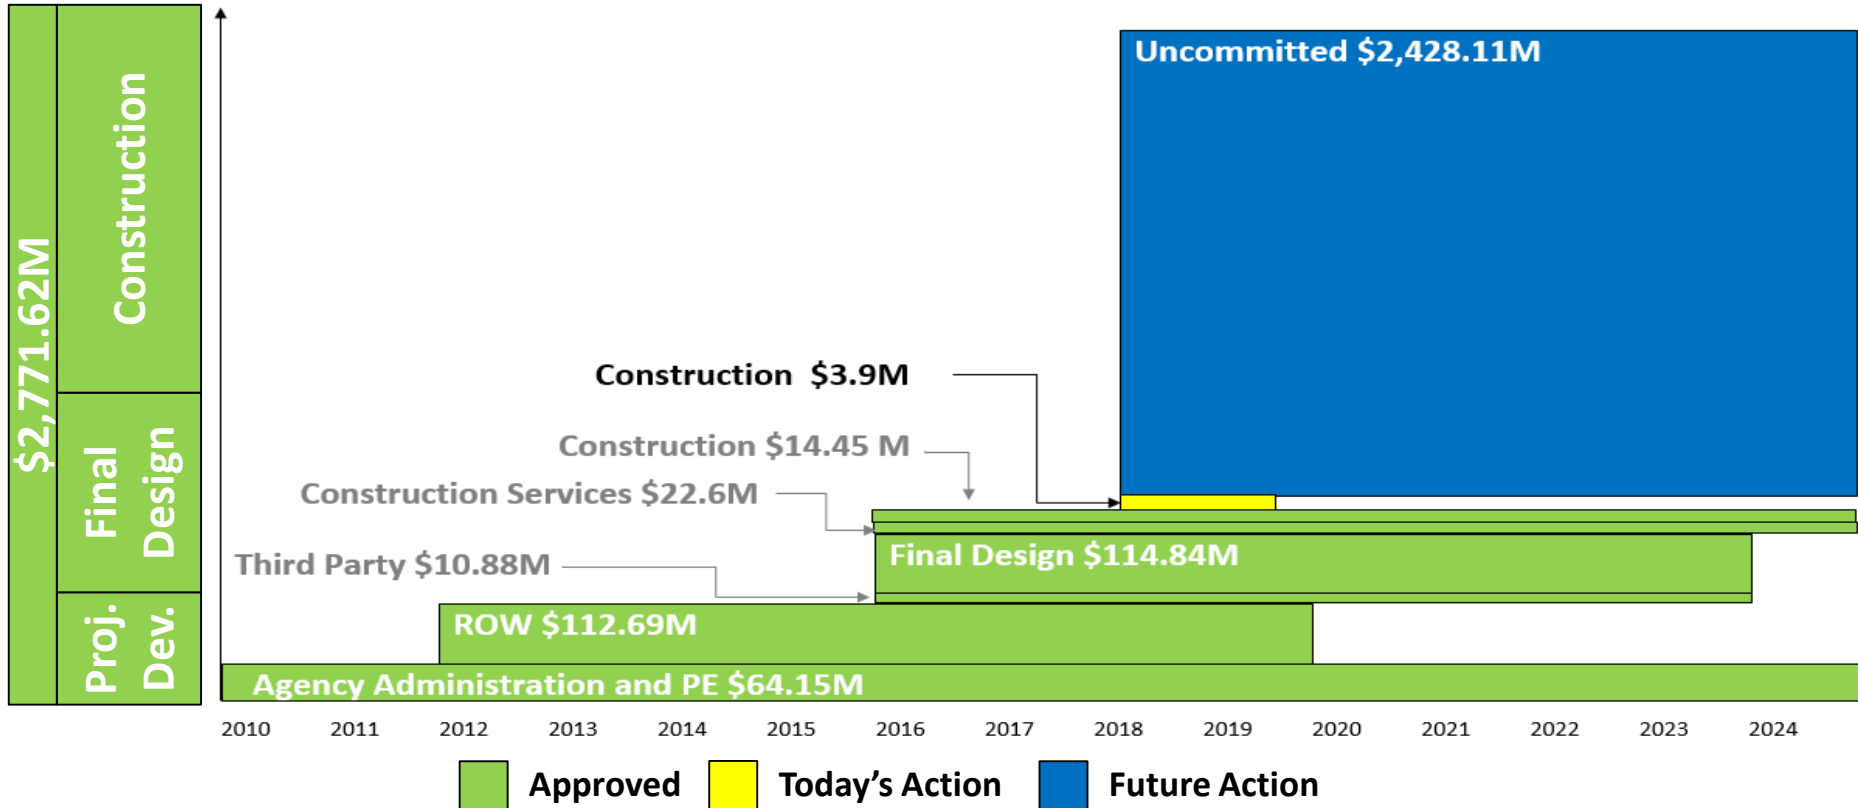 $2,771.62M
Construction
Final
Design
Proj.
Dev.
Uncommitted $2,428.11M
Construction  $3.9M
Construction $14.45 M
Construction Services $22.6M
Third Party $10.88M
Final Design $114.84M
ROW $112.69M
Agency Administration and PE $64.15M
2010 2011 2012 2013 2014 2015 2016 2017 2018 2019 2020 2021 2022 2023 2024
Approved Today's Action Future Action